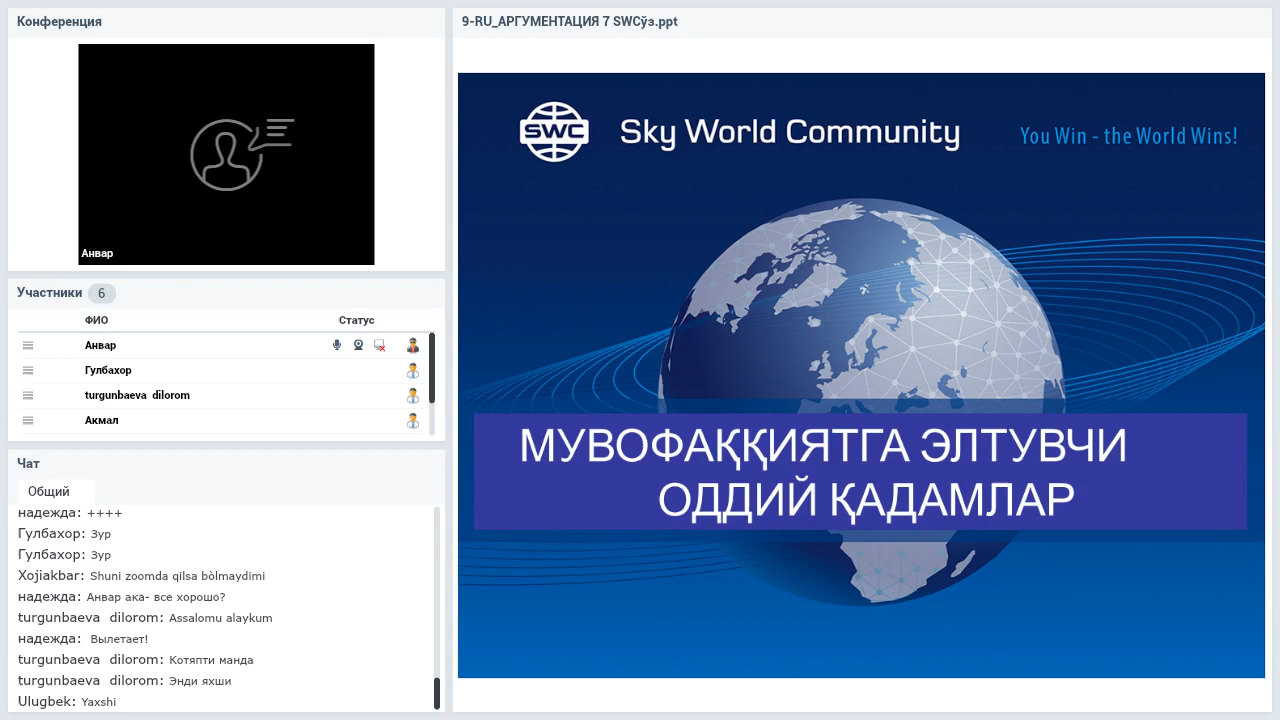 Конференция
Анвар
Участники 6
ФИО Статус
Анвар
Гулбахор
turgunbaeva dilorom
Акмал
Чат
Общий
надежда: ++++
Гулбахор: Зур
Гулбахор: Зур
Xojiakbar: Shuni zoomda qilsa bòlmaydimi
надежда: Анвар ака- все хорошо?
turgunbaeva dilorom: Assalomu alaykum
надежда: Вылетает!
turgunbaeva dilorom: Котяпти манда
turgunbaeva dilorom: Энди яхши
Ulugbek: Yaxshi
9-RU_АРГУМЕНТАЦИЯ 7 SWCўз.ppt
SWC Sky World Community
You Win - the World Wins!
МУВОФАҚҚИЯТГА ЭЛТУВЧИ
ОДДИЙ ҚАДАМЛАР